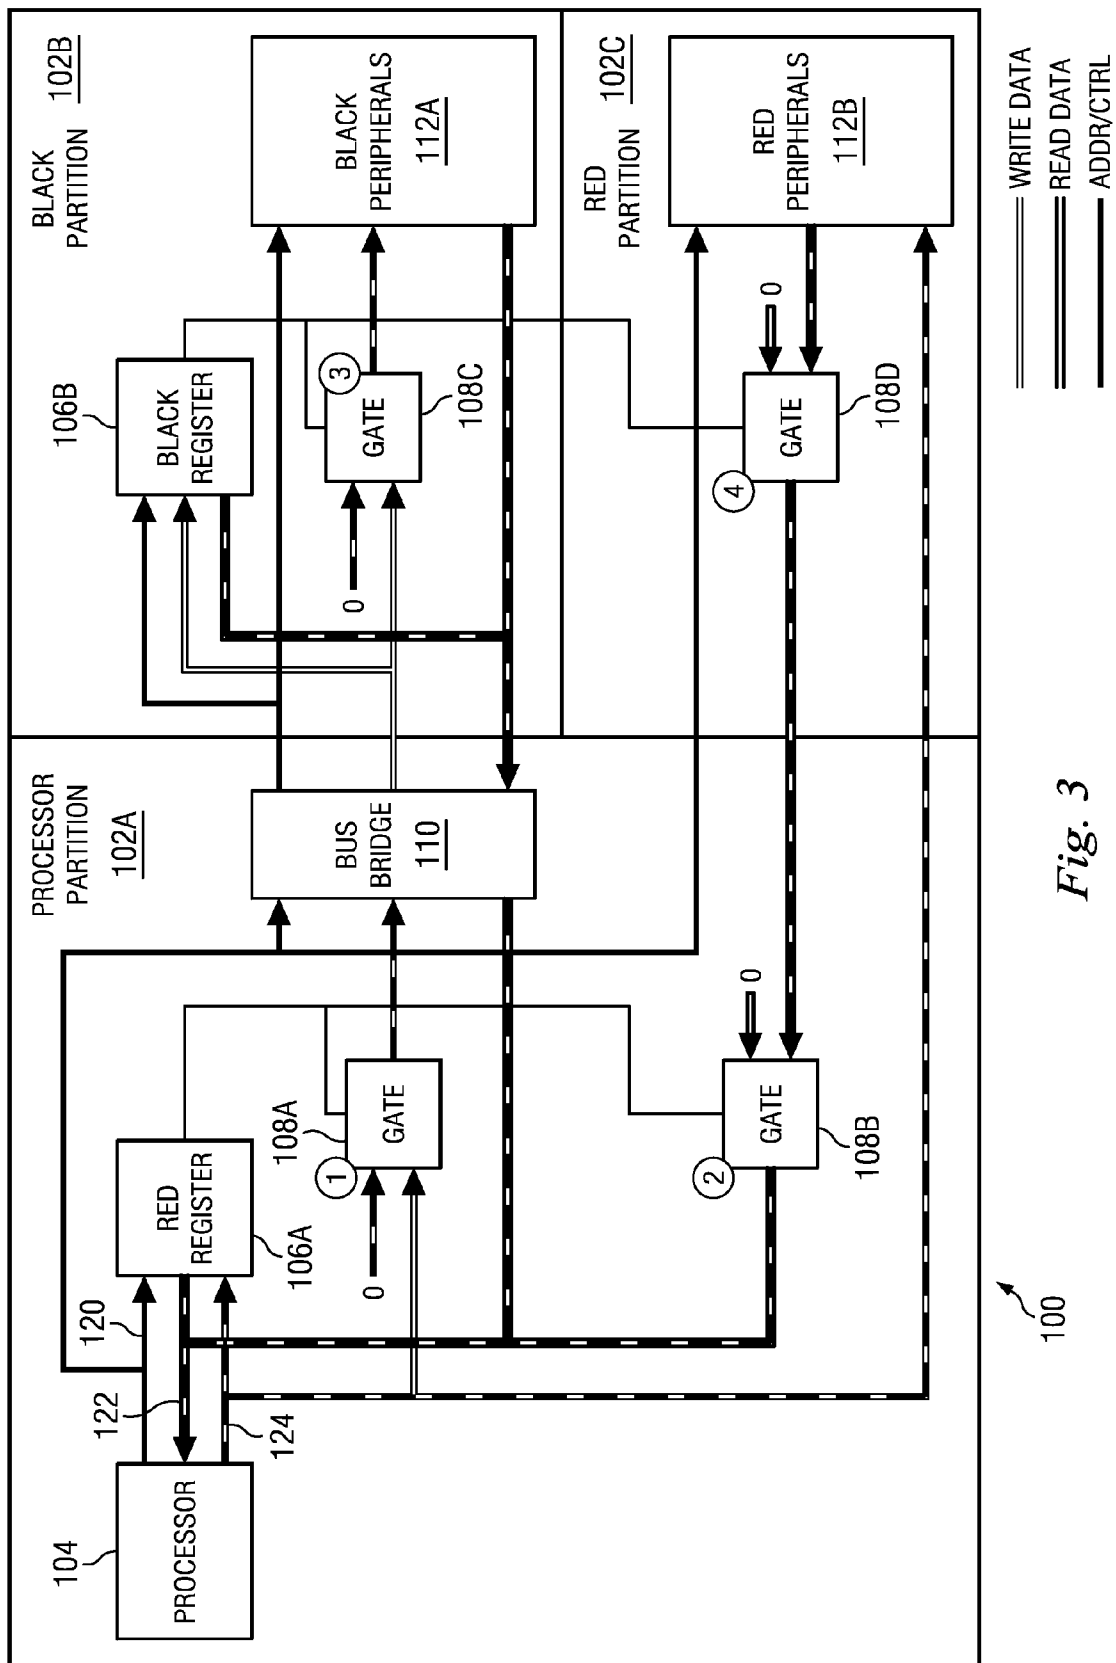 PROCESSOR
PARTITION
102A
BLACK
PARTITION
102B
104
PROCESSOR
120
122
124
RED
REGISTER
106A
BLACK
REGISTER
106B
1
108A
GATE
0
BUS
BRIDGE
110
3
GATE
108C
0
BLACK
PERIPHERALS
112A
RED
PARTITION
102C
2
GATE
108B
0
4
GATE
108D
0
RED
PERIPHERALS
112B
100
Fig. 3
WRITE DATA
READ DATA
ADDR/CTRL